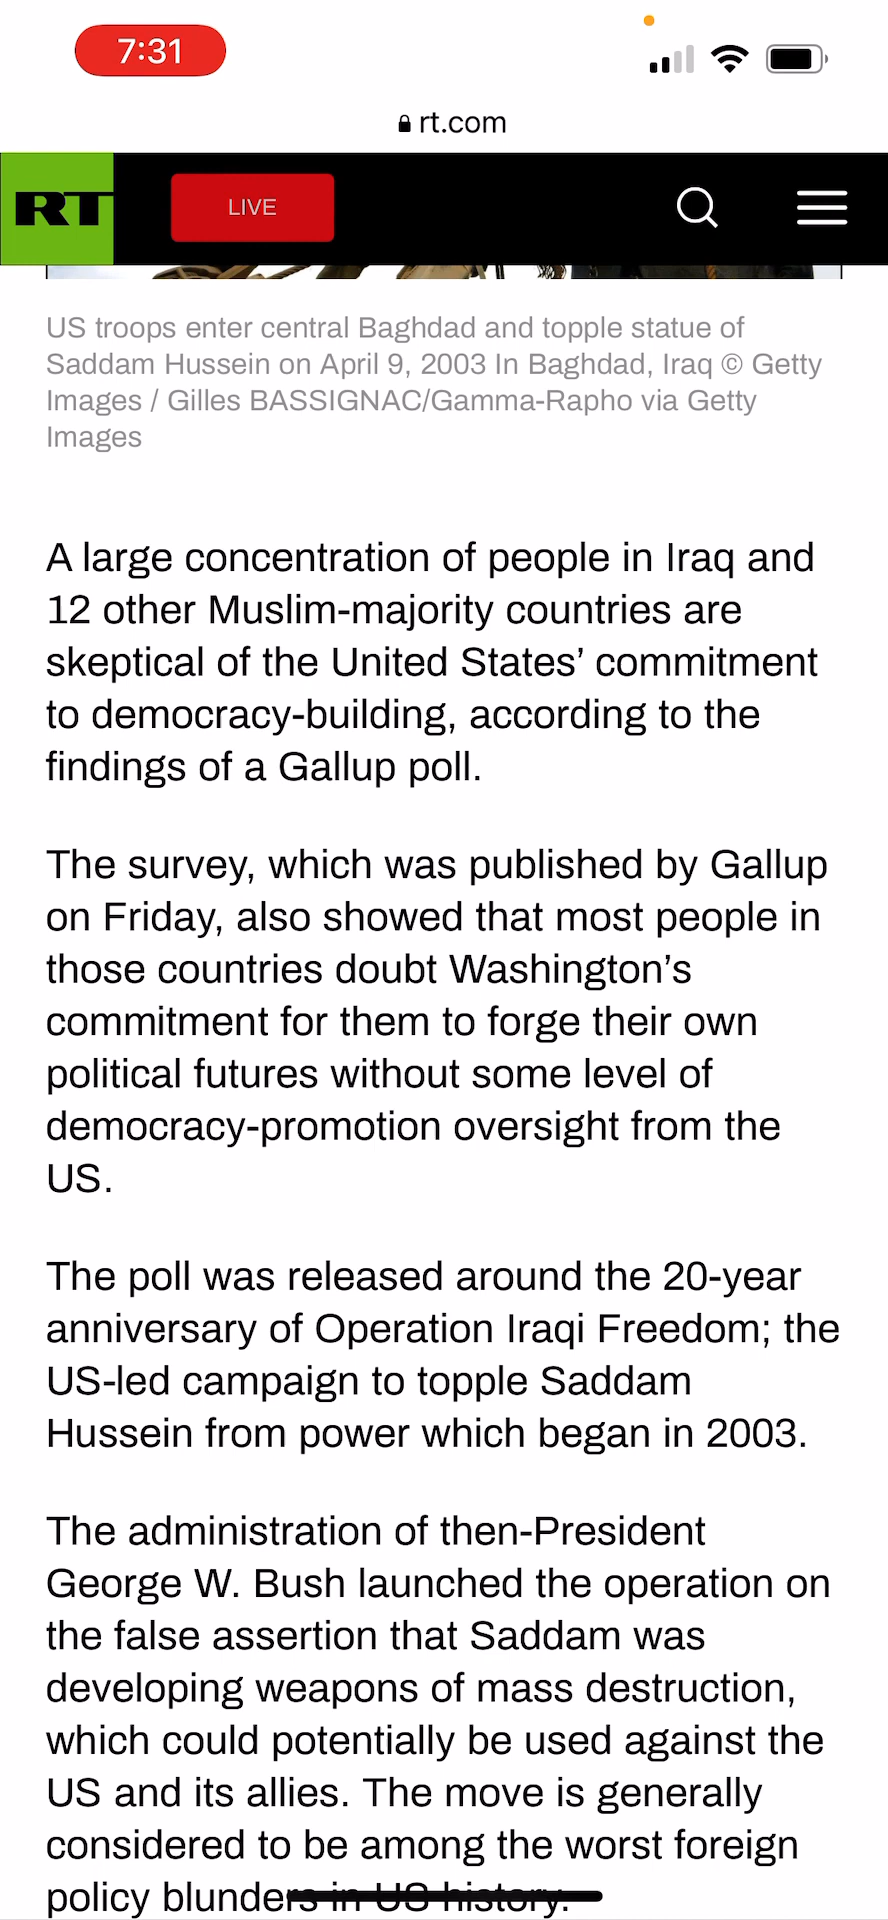 7:31
rt.com
RT
LIVE
US troops enter central Baghdad and topple statue of
Saddam Hussein on April 9, 2003 In Baghdad, Iraq © Getty
Images / Gilles BASSIGNAC/Gamma-Rapho via Getty
Images
A large concentration of people in Iraq and
12 other Muslim-majority countries are
skeptical of the United States’ commitment
to democracy-building, according to the
findings of a Gallup poll.
The survey, which was published by Gallup
on Friday, also showed that most people in
those countries doubt Washington’s
commitment for them to forge their own
political futures without some level of
democracy-promotion oversight from the
US.
The poll was released around the 20-year
anniversary of Operation Iraqi Freedom; the
US-led campaign to topple Saddam
Hussein from power which began in 2003.
The administration of then-President
George W. Bush launched the operation on
the false assertion that Saddam was
developing weapons of mass destruction,
which could potentially be used against the
US and its allies. The move is generally
considered to be among the worst foreign
policy blunders in US history.